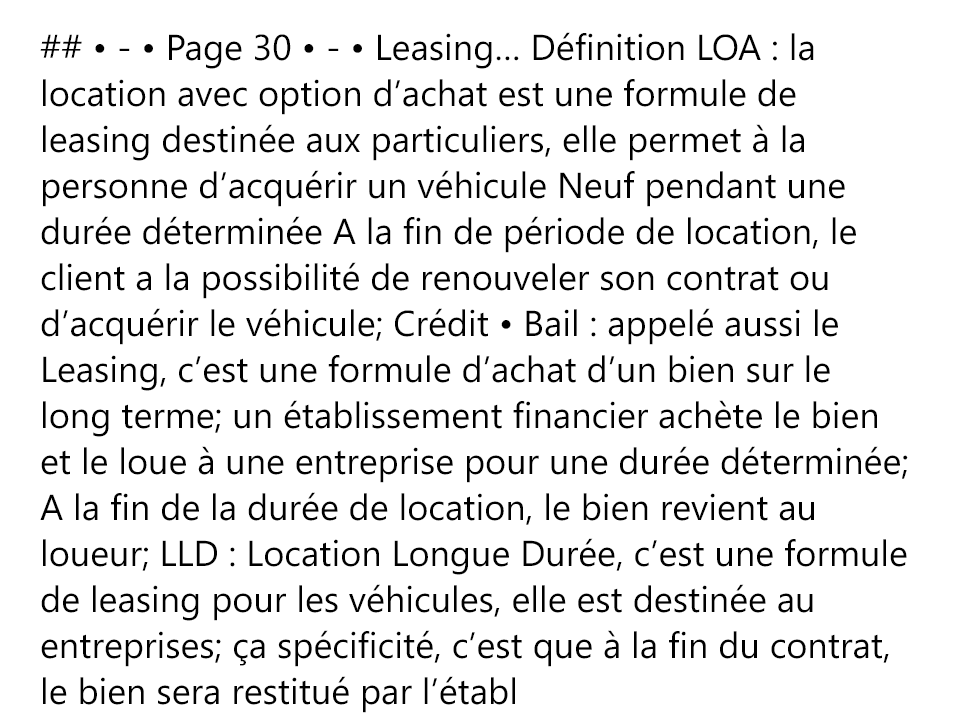 ## • - • Page 30 • - • Leasing... Définition LOA : la
location avec option d’achat est une formule de
leasing destinée aux particuliers, elle permet à la
personne d’acquérir un véhicule Neuf pendant une
durée déterminée A la fin de période de location, le
client a la possibilité de renouveler son contrat ou
d’acquérir le véhicule; Crédit • Bail : appelé aussi le
Leasing, c’est une formule d’achat d’un bien sur le
long terme; un établissement financier achète le bien
et le loue à une entreprise pour une durée déterminée;
A la fin de la durée de location, le bien revient au
loueur; LLD : Location Longue Durée, c’est une formule
de leasing pour les véhicules, elle est destinée au
entreprises; ça spécificité, c’est que à la fin du contrat,
le bien sera restitué par l’établ